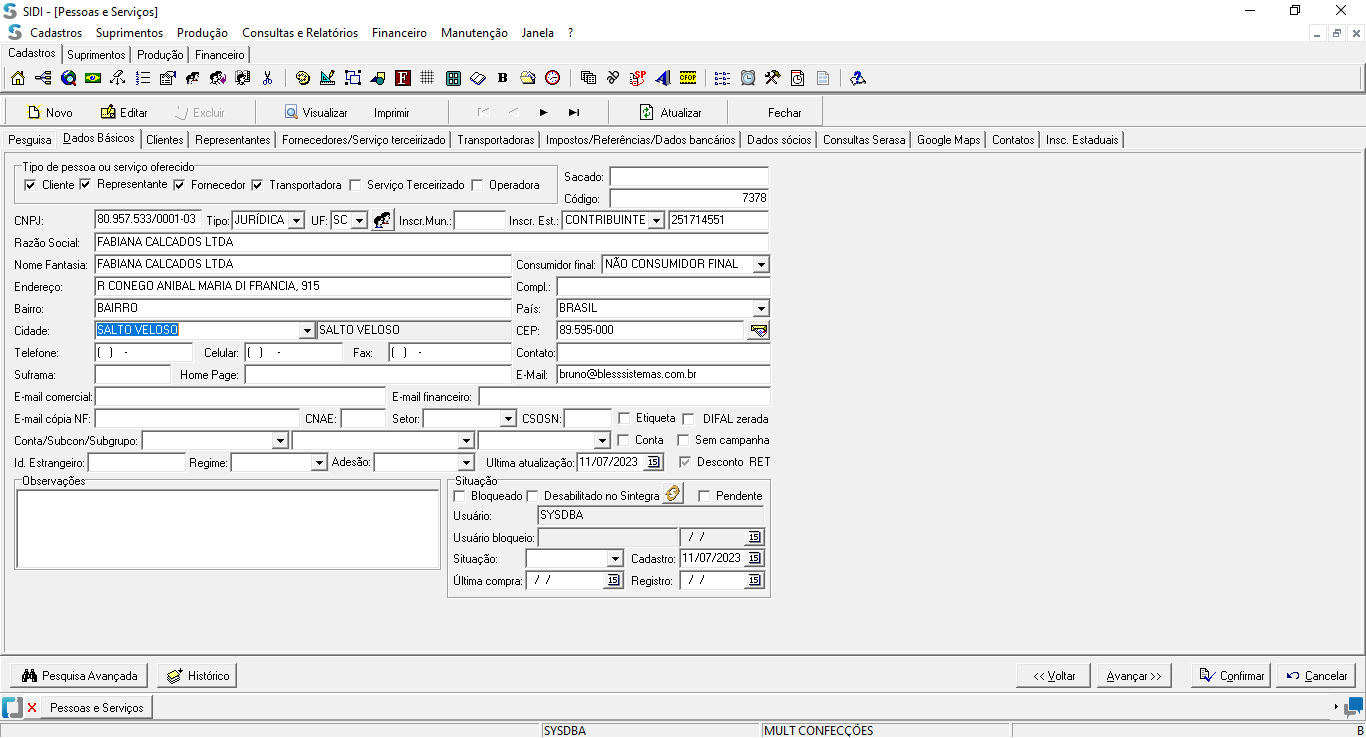 SIDI - [Pessoas e Serviços]
Cadastros Suprimentos Produção Consultas e Relatórios Financeiro Manutenção Janela ?
Cadastros Suprimentos Produção Financeiro
F B SP CFOP
Novo Editar Excluir Visualizar Imprimir Atualizar Fechar
Pesquisa Dados Básicos Clientes Representantes Fornecedores/Serviço terceirizado Transportadoras Impostos/Referências/Dados bancários Dados sócios Consultas Serasa Google Maps Contatos Insc. Estaduais
Tipo de pessoa ou serviço oferecido
Cliente Representante Fornecedor Transportadora Serviço Terceirizado Operadora
Sacado:
Código: 7378
CNPJ: 80.957.533/0001-03 Tipo: JURÍDICA UF: SC Inscr.Mun.: Inscr. Est.: CONTRIBUINTE 251714551
Razão Social: FABIANA CALCADOS LTDA
Nome Fantasia: FABIANA CALCADOS LTDA Consumidor final: NÃO CONSUMIDOR FINAL
Endereço: R CONEGO ANIBAL MARIA DI FRANCIA, 915 Compl.:
Bairro: BAIRRO País: BRASIL
Cidade: SALTO VELOSO SALTO VELOSO CEP: 89.595-000
Telefone: ( ) - Celular: ( ) - Fax: ( ) - Contato:
Suframa: Home Page: E-Mail: bruno@blesssistemas.com.br
E-mail comercial: E-mail financeiro:
E-mail cópia NF: CNAE: Setor: CSOSN: Etiqueta DIFAL zerada
Conta/Subcon/Subgrupo: Conta Sem campanha
Id. Estrangeiro: Regime: Adesão: Ultima atualização: 11/07/2023 15 Desconto RET
Observações
Situação
Bloqueado Desabilitado no Sintegra Pendente
Usuário: SYSDBA
Usuário bloqueio: / / 15
Situação: Cadastro: 11/07/2023 15
Última compra: / / 15 Registro: / / 15
Pesquisa Avançada Histórico << Voltar Avançar >> Confirmar Cancelar
Pessoas e Serviços
SYSDBA MULT CONFECÇÕES B